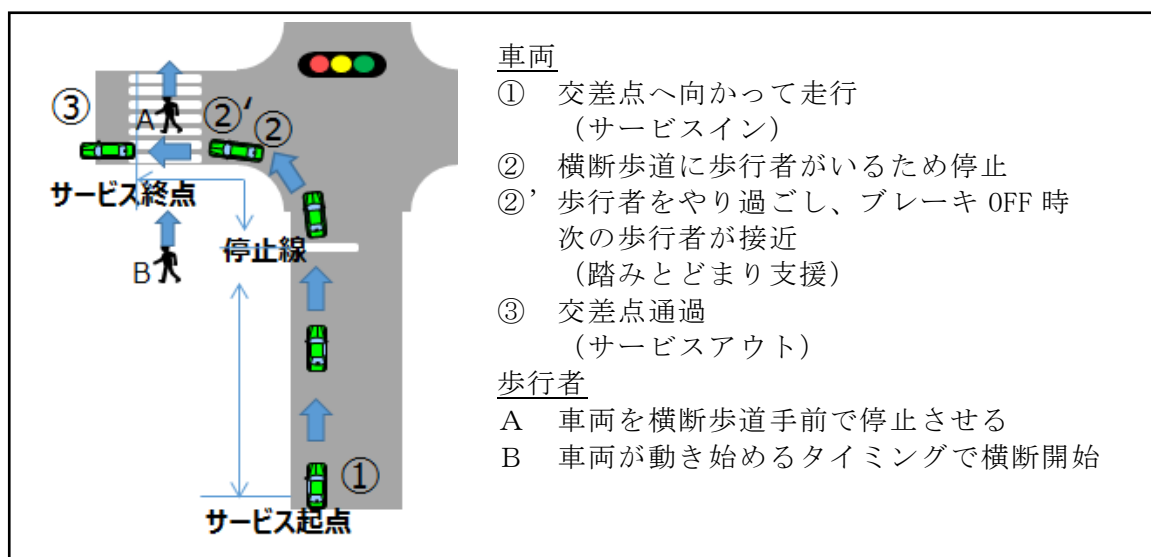 ③
A
②’
②
サービス終点
B
停止線
①
サービス起点
車両
① 交差点へ向かって走行
(サービスイン)
② 横断歩道に歩行者がいるため停止
②’ 歩行者をやり過ごし、ブレーキ OFF 時
次の歩行者が接近
(踏みとどまり支援)
③ 交差点通過
(サービスアウト)
歩行者
A 車両を横断歩道手前で停止させる
B 車両が動き始めるタイミングで横断開始